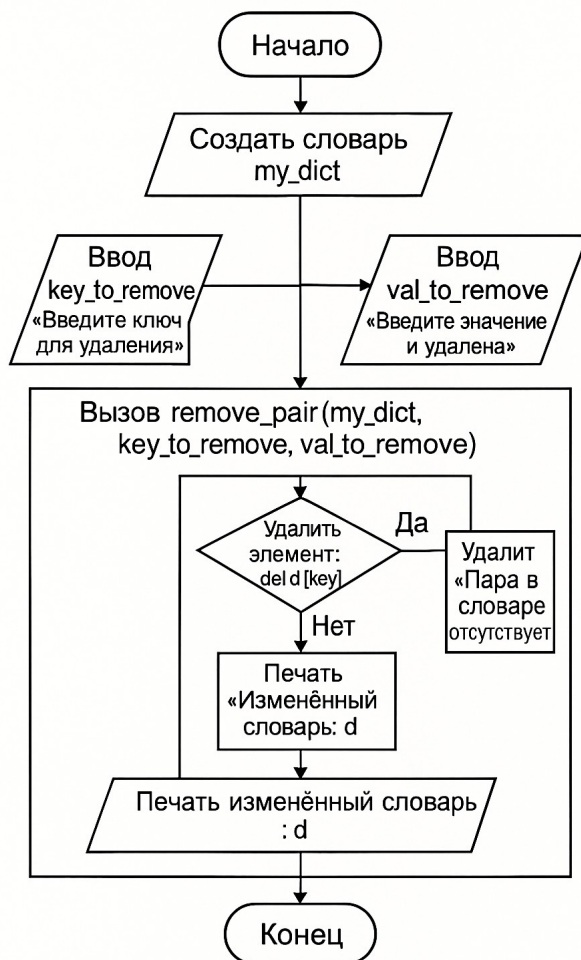 Начало
Создать словарь
my_dict
Ввод
key_to_remove
«Введите ключ
для удаления»
Ввод
val_to_remove
«Введите значение
и удалена»
Вызов remove_pair(my_dict,
key_to_remove, val_to_remove)
Удалить
элемент:
del d [key]
Да
Удалит
«Пара в
словаре
отсутствует
Нет
Печать
«Изменённый
словарь: d
Печать изменённый словарь
: d
Конец